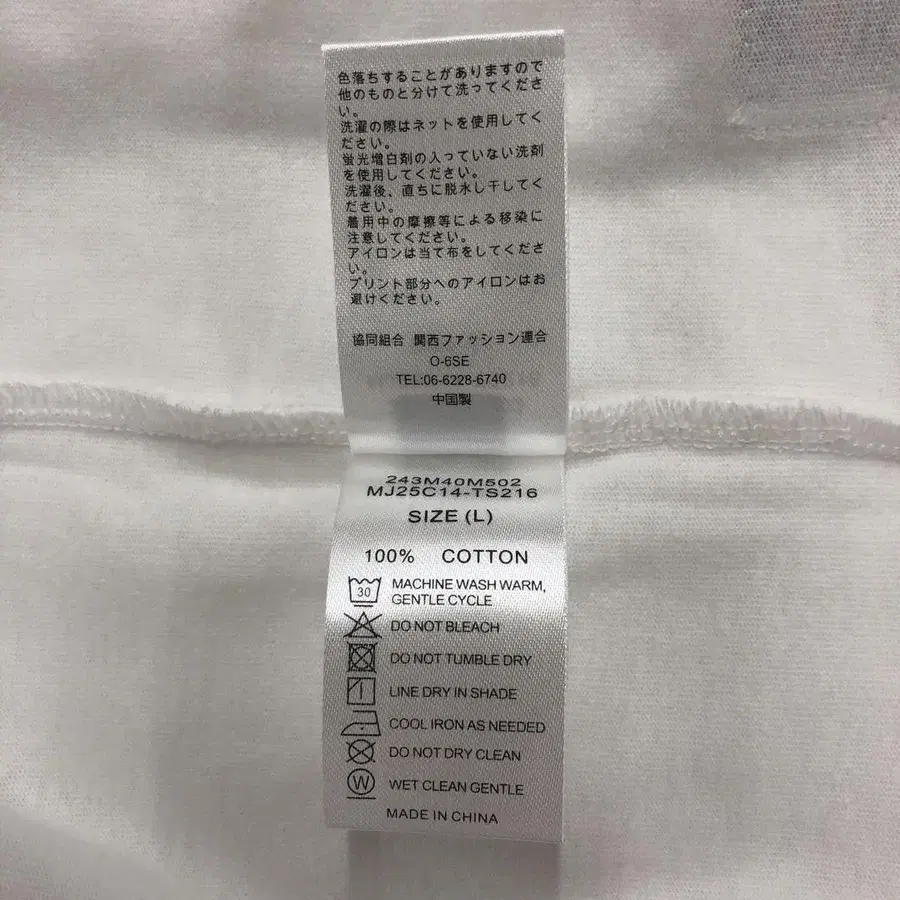 色落ちすることがありますので
他のものと分けて洗ってくださ
い。
洗濯の際はネットを使用してく
ださい。
蛍光増白剤の入っていない洗剤
を使用してください。
洗濯後、直ちに脱水し干してく
ださい。
着用中の摩擦等による移染に
注意してください。
アイロンは当て布をしてくださ
い。
プリント部分へのアイロンはお
避けください。
協同組合 関西ファッション連合
O-6SE
TEL:06-6228-6740
中国製
243M40M502
MJ25C14-TS216
SIZE (L)
100% COTTON
30 MACHINE WASH WARM,
GENTLE CYCLE
DO NOT BLEACH
DO NOT TUMBLE DRY
LINE DRY IN SHADE
COOL IRON AS NEEDED
DO NOT DRY CLEAN
W WET CLEAN GENTLE
MADE IN CHINA